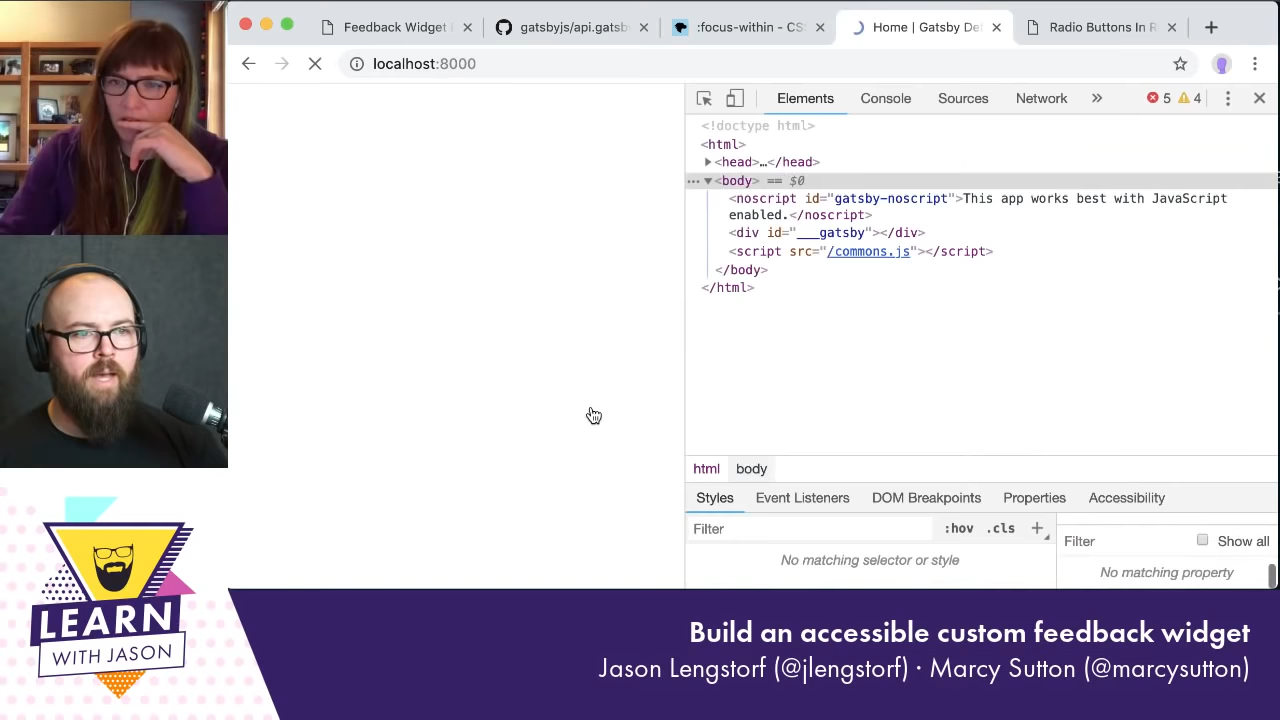 Feedback Widget
gatsbyjs/api.gatsb
:focus-within - CS
Home | Gatsby De
Radio Buttons In R
localhost:8000
Elements
Console
Sources
Network
5
4
<!doctype html>
<html>
<head>…</head>
<body> == $0
<noscript id="gatsby-noscript">This app works best with JavaScript
enabled.</noscript>
<div id="___gatsby"></div>
<script src="/commons.js"></script>
</body>
</html>
html body
Styles
Event Listeners
DOM Breakpoints
Properties
Accessibility
Filter
:hov .cls
No matching selector or style
Filter
Show all
No matching property
LEARN
WITH JASON
Build an accessible custom feedback widget
Jason Lengstorf (@jlengstorf) · Marcy Sutton (@marcysutton)